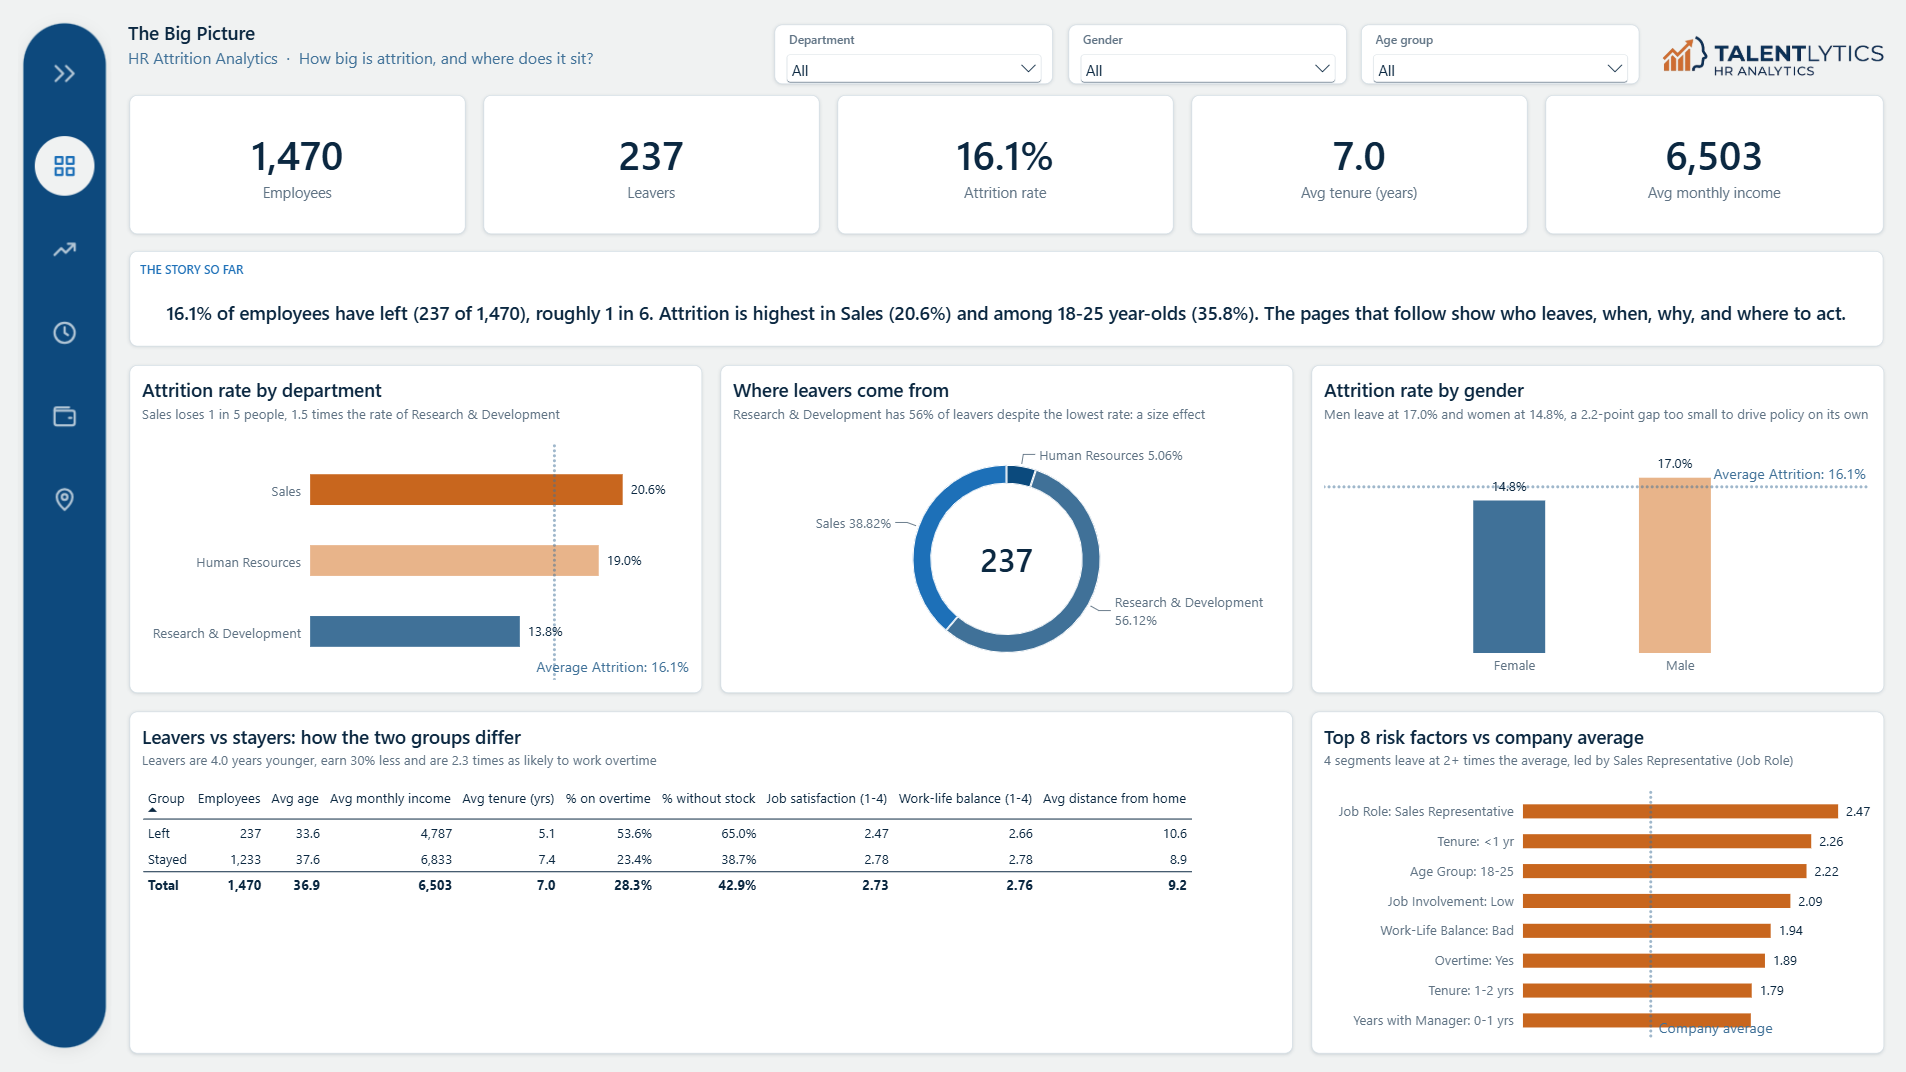 The Big Picture
HR Attrition Analytics · How big is attrition, and where does it sit?
Department
All
Gender
All
Age group
All
TALENTLYTICS
HR ANALYTICS
1,470
Employees
237
Leavers
16.1%
Attrition rate
7.0
Avg tenure (years)
6,503
Avg monthly income
THE STORY SO FAR
16.1% of employees have left (237 of 1,470), roughly 1 in 6. Attrition is highest in Sales (20.6%) and among 18-25 year-olds (35.8%). The pages that follow show who leaves, when, why, and where to act.
Attrition rate by department
Sales loses 1 in 5 people, 1.5 times the rate of Research & Development
Sales 20.6%
Human Resources 19.0%
Research & Development 13.8%
Average Attrition: 16.1%
Where leavers come from
Research & Development has 56% of leavers despite the lowest rate: a size effect
Human Resources 5.06%
Sales 38.82%
237
Research & Development
56.12%
Attrition rate by gender
Men leave at 17.0% and women at 14.8%, a 2.2-point gap too small to drive policy on its own
17.0%
Average Attrition: 16.1%
14.8%
Female Male
Leavers vs stayers: how the two groups differ
Leavers are 4.0 years younger, earn 30% less and are 2.3 times as likely to work overtime
Group Employees Avg age Avg monthly income Avg tenure (yrs) % on overtime % without stock Job satisfaction (1-4) Work-life balance (1-4) Avg distance from home
Left 237 33.6 4,787 5.1 53.6% 65.0% 2.47 2.66 10.6
Stayed 1,233 37.6 6,833 7.4 23.4% 38.7% 2.78 2.78 8.9
Total 1,470 36.9 6,503 7.0 28.3% 42.9% 2.73 2.76 9.2
Top 8 risk factors vs company average
4 segments leave at 2+ times the average, led by Sales Representative (Job Role)
Job Role: Sales Representative 2.47
Tenure: <1 yr 2.26
Age Group: 18-25 2.22
Job Involvement: Low 2.09
Work-Life Balance: Bad 1.94
Overtime: Yes 1.89
Tenure: 1-2 yrs 1.79
Years with Manager: 0-1 yrs
Company average